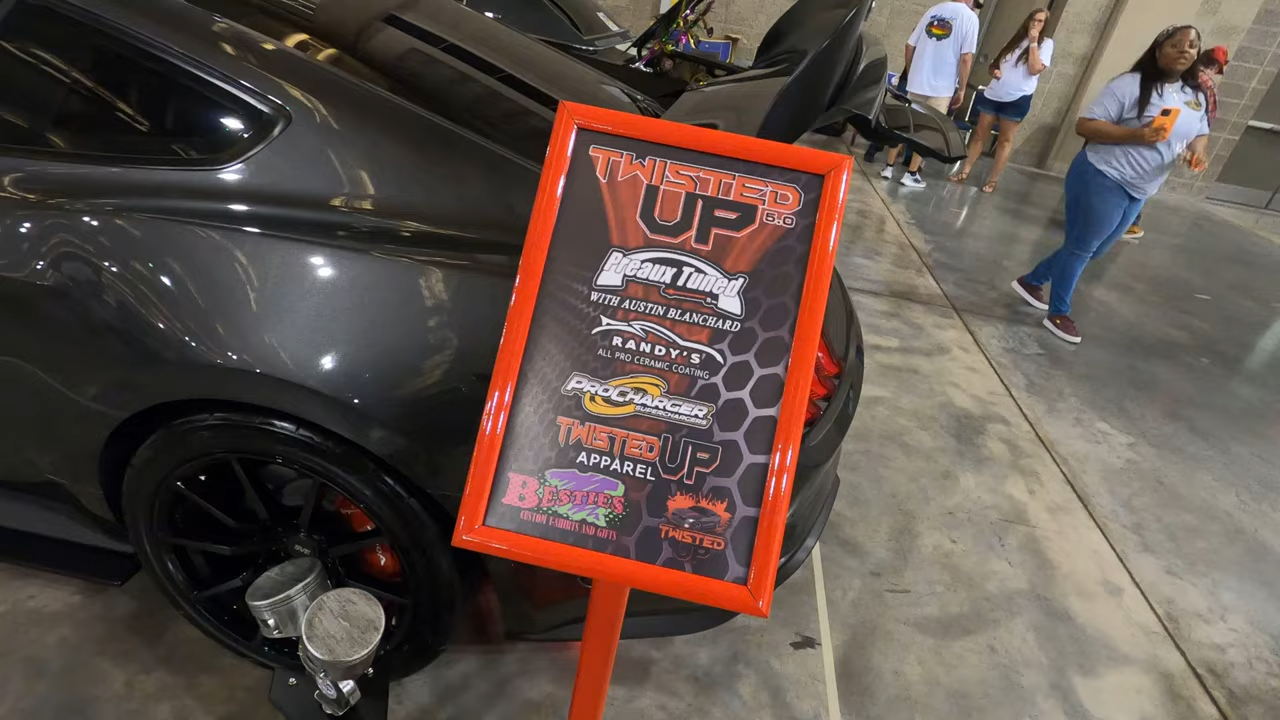 TWISTED
UP 5.0
Breaux Tuned
WITH AUSTIN BLANCHARD
RANDY'S
ALL PRO CERAMIC COATING
PROCHARGER
SUPERCHARGERS
TWISTED UP
APPAREL
BESTIES
CUSTOM T-SHIRTS AND GIFTS
TWISTED
UP